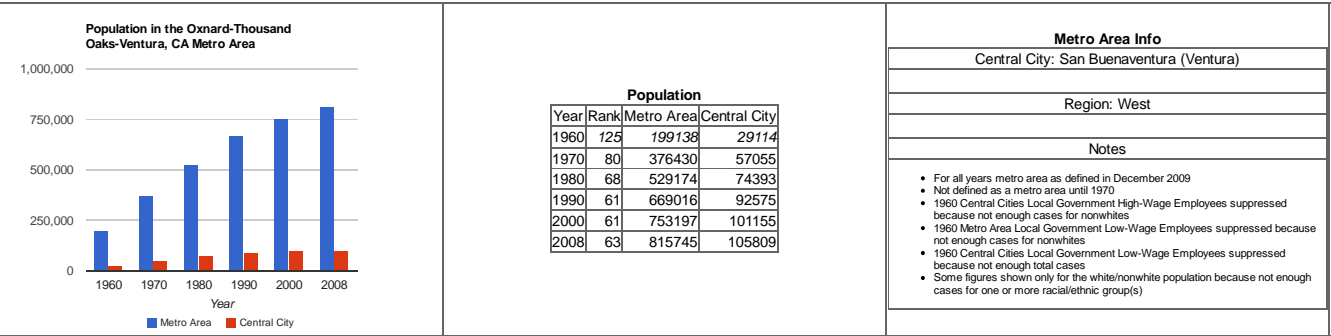 Population in the Oxnard-Thousand
Oaks-Ventura, CA Metro Area
1,000,000
750,000
500,000
250,000
0
1960 1970 1980 1990 2000 2008
Year
Metro Area Central City
Population
Year Rank Metro Area Central City
1960 125 199138 29114
1970 80 376430 57055
1980 68 529174 74393
1990 61 669016 92575
2000 61 753197 101155
2008 63 815745 105809
Metro Area Info
Central City: San Buenaventura (Ventura)
Region: West
Notes
• For all years metro area as defined in December 2009
• Not defined as a metro area until 1970
• 1960 Central Cities Local Government High-Wage Employees suppressed
because not enough cases for nonwhites
• 1960 Metro Area Local Government Low-Wage Employees suppressed because
not enough cases for nonwhites
• 1960 Central Cities Local Government Low-Wage Employees suppressed
because not enough total cases
• Some figures shown only for the white/nonwhite population because not enough
cases for one or more racial/ethnic group(s)